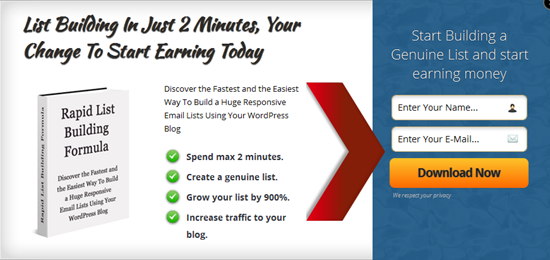 List Building In Just 2 Minutes, Your
Change To Start Earning Today
Rapid List Building Formula
Rapid List
Building
Formula
Discover the Fastest and
the Easiest Way To Build
a Huge Responsive
Email Lists Using Your
WordPress Blog
Discover the Fastest and the Easiest
Way To Build a Huge Responsive
Email Lists Using Your WordPress
Blog
Spend max 2 minutes.
Create a genuine list.
Grow your list by 900%.
Increase traffic to your
blog.
Start Building a
Genuine List and start
earning money
Enter Your Name...
Enter Your E-Mail...
Download Now
We respect your privacy